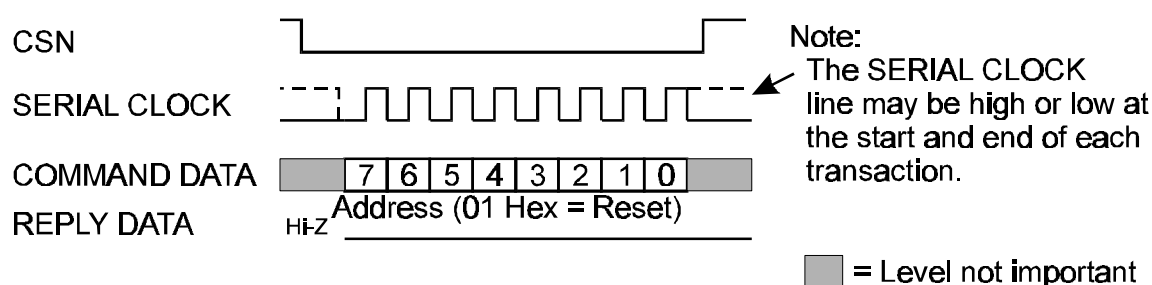 CSN
SERIAL CLOCK
COMMAND DATA 7 6 5 4 3 2 1 0
Address (01 Hex = Reset)
REPLY DATA Hi-Z
Note:
The SERIAL CLOCK
line may be high or low at
the start and end of each
transaction.
= Level not important